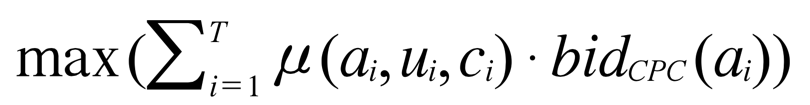 max(∑_{i=1}^{T} μ(a_i, u_i, c_i) · bid_{CPC}(a_i))